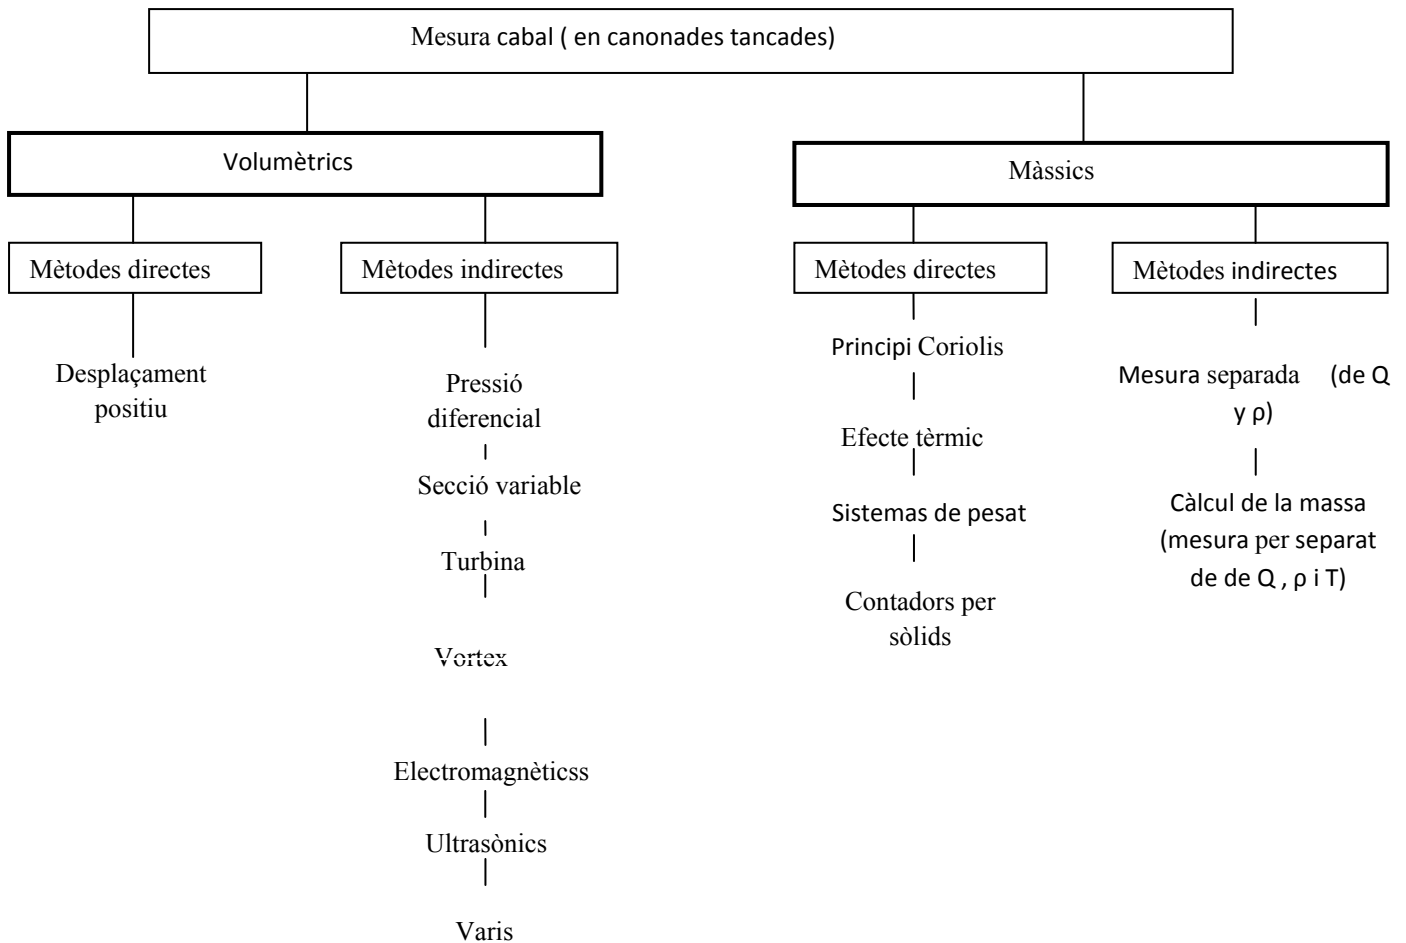 Mesura cabal ( en canonades tancades)
Volumètrics
Màssics
Mètodes directes
Mètodes indirectes
Mètodes directes
Mètodes indirectes
Desplaçament
positiu
Pressió
diferencial
Secció variable
Turbina
Vortex
Electromagnèticss
Ultrasònics
Varis
Principi Coriolis
Efecte tèrmic
Sistemas de pesat
Contadors per
sòlids
Mesura separada (de Q
y ρ)
Càlcul de la massa
(mesura per separat
de de Q , ρ i T)